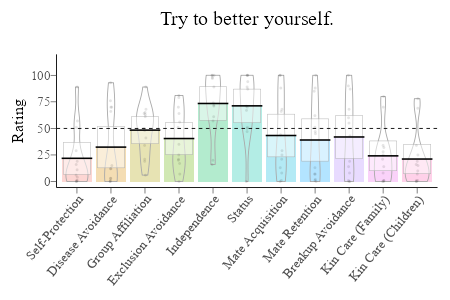 Try to better yourself.
Rating
100
75
50
25
0
Self-Protection
Disease Avoidance
Group Affiliation
Exclusion Avoidance
Independence
Status
Mate Acquisition
Mate Retention
Breakup Avoidance
Kin Care (Family)
Kin Care (Children)